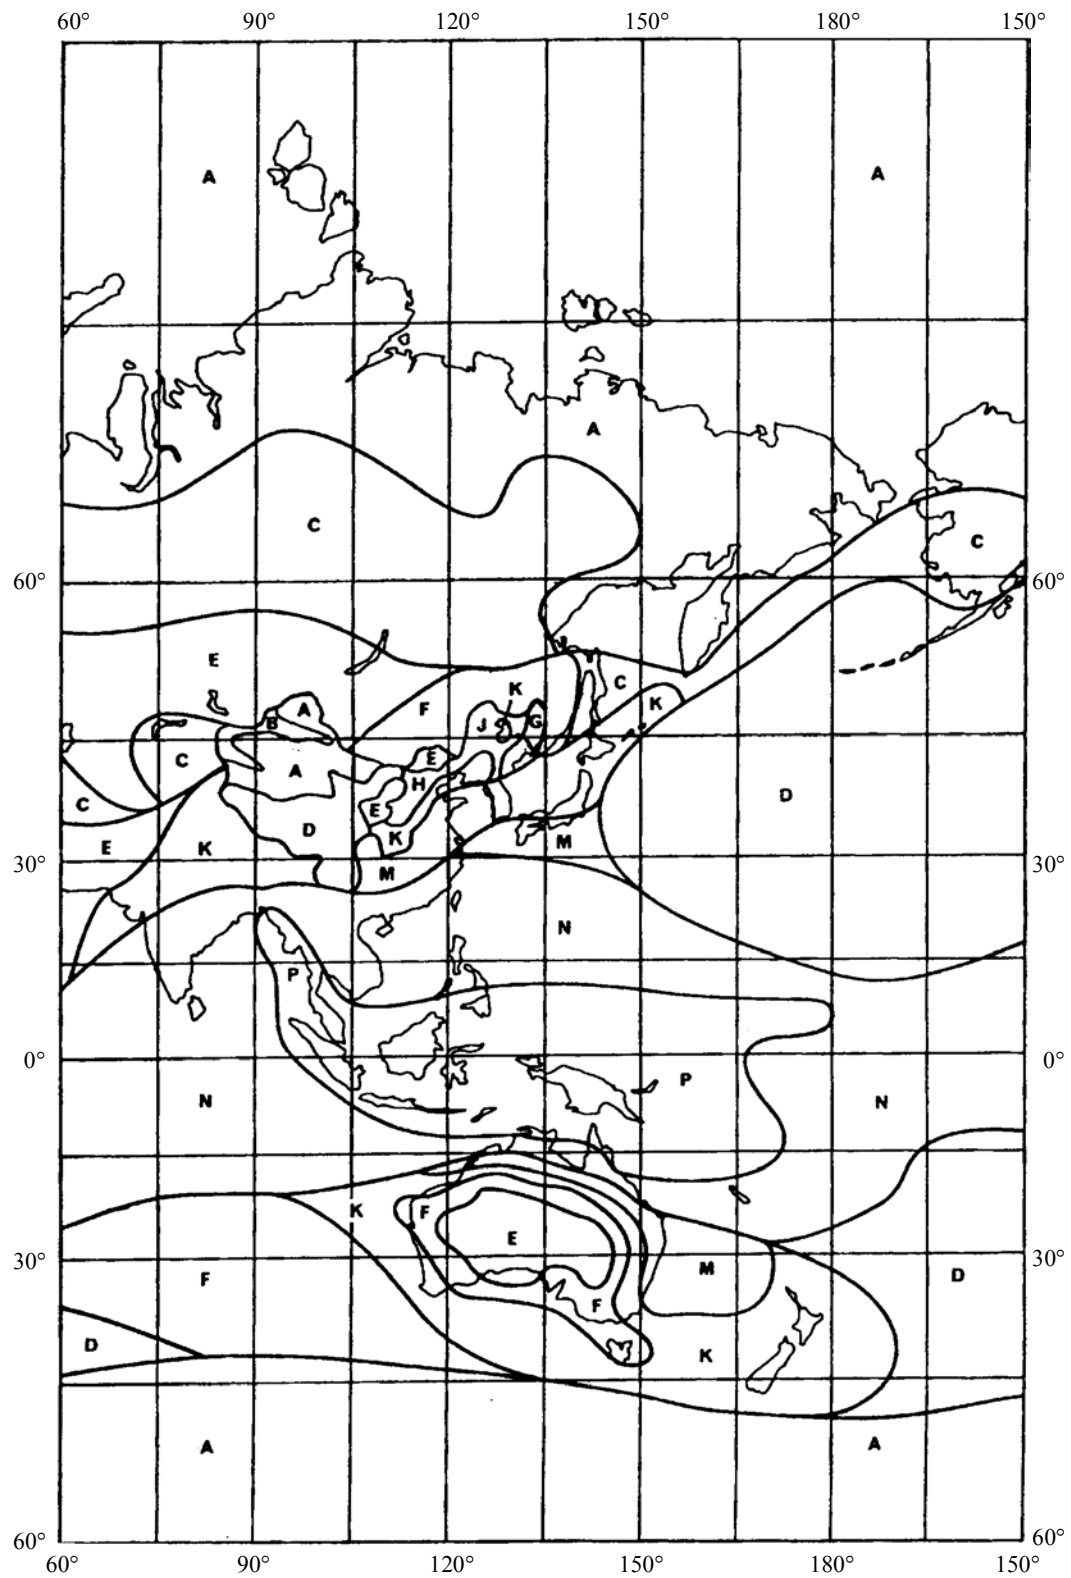 60° 90° 120° 150° 180° 150°
A A
A
C
C
60° 60°
E
K C
A K
B F J G
C E
A H D
C E
D K M
E K
30° 30°
M
N
P
0° 0°
P
N N
K F
E
30° M 30°
F D
F
D K
A A
60° 60°
60° 90° 120° 150° 180° 150°